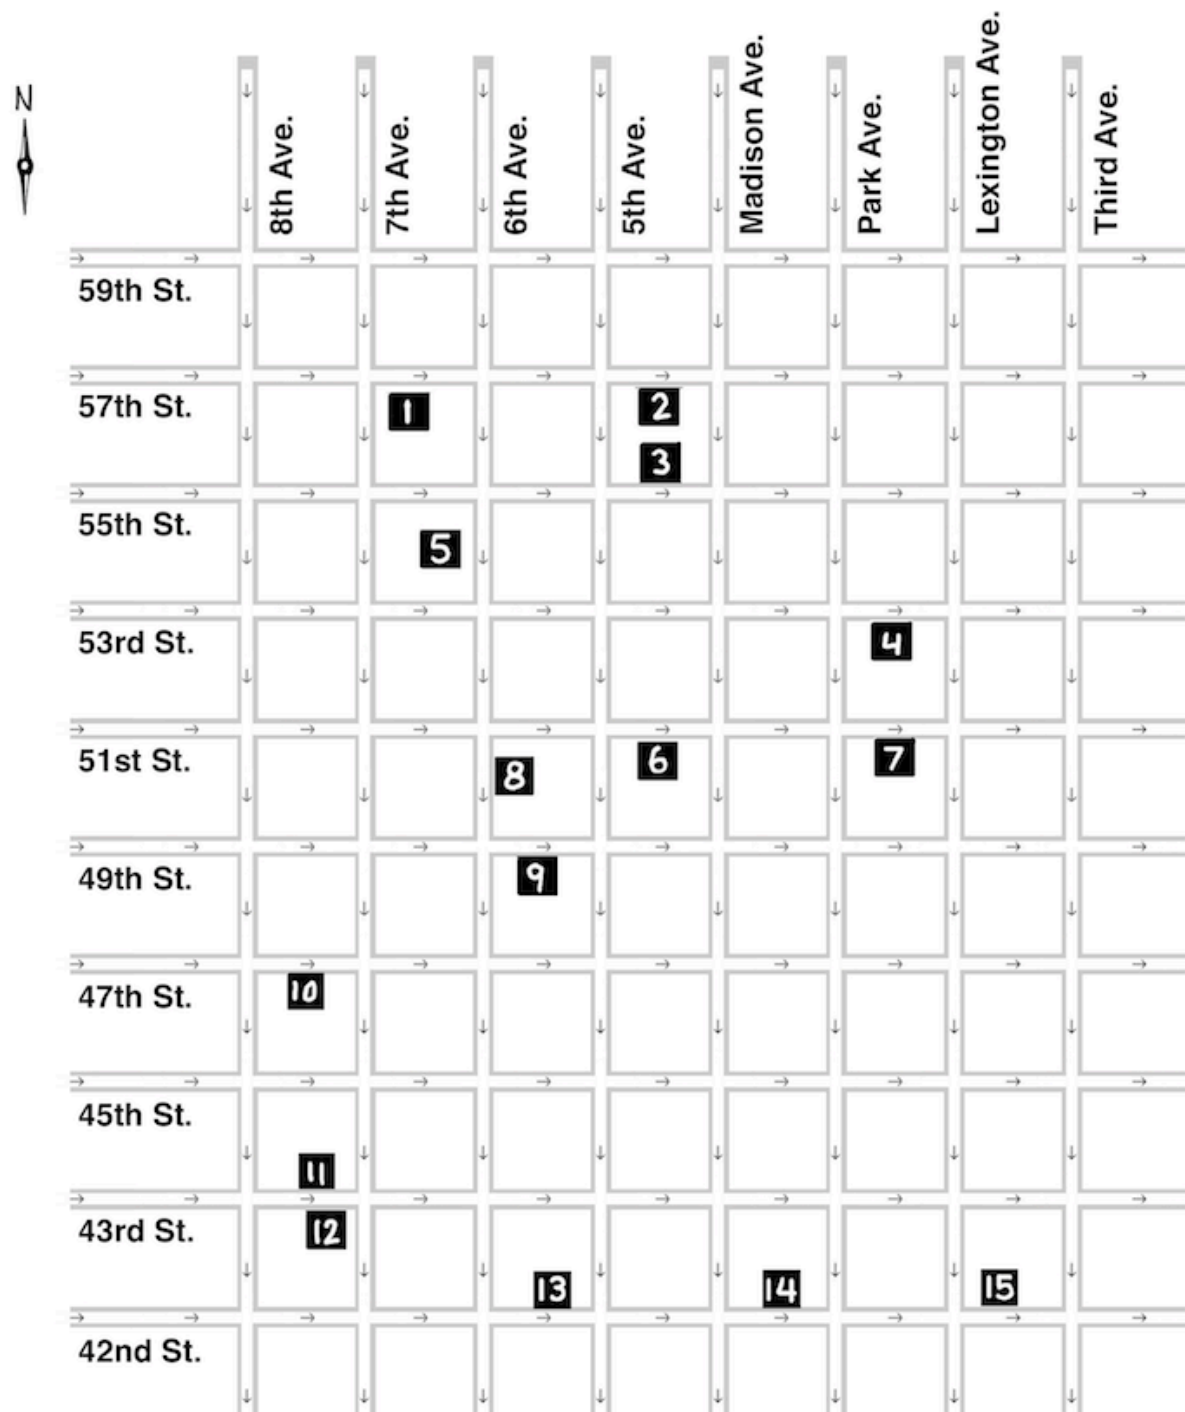 N
8th Ave.
7th Ave.
6th Ave.
5th Ave.
Madison Ave.
Park Ave.
Lexington Ave.
Third Ave.
59th St.
57th St.
1
2
3
55th St.
5
53rd St.
4
51st St.
8
6
7
49th St.
9
47th St.
10
45th St.
11
43rd St.
12
13
14
15
42nd St.